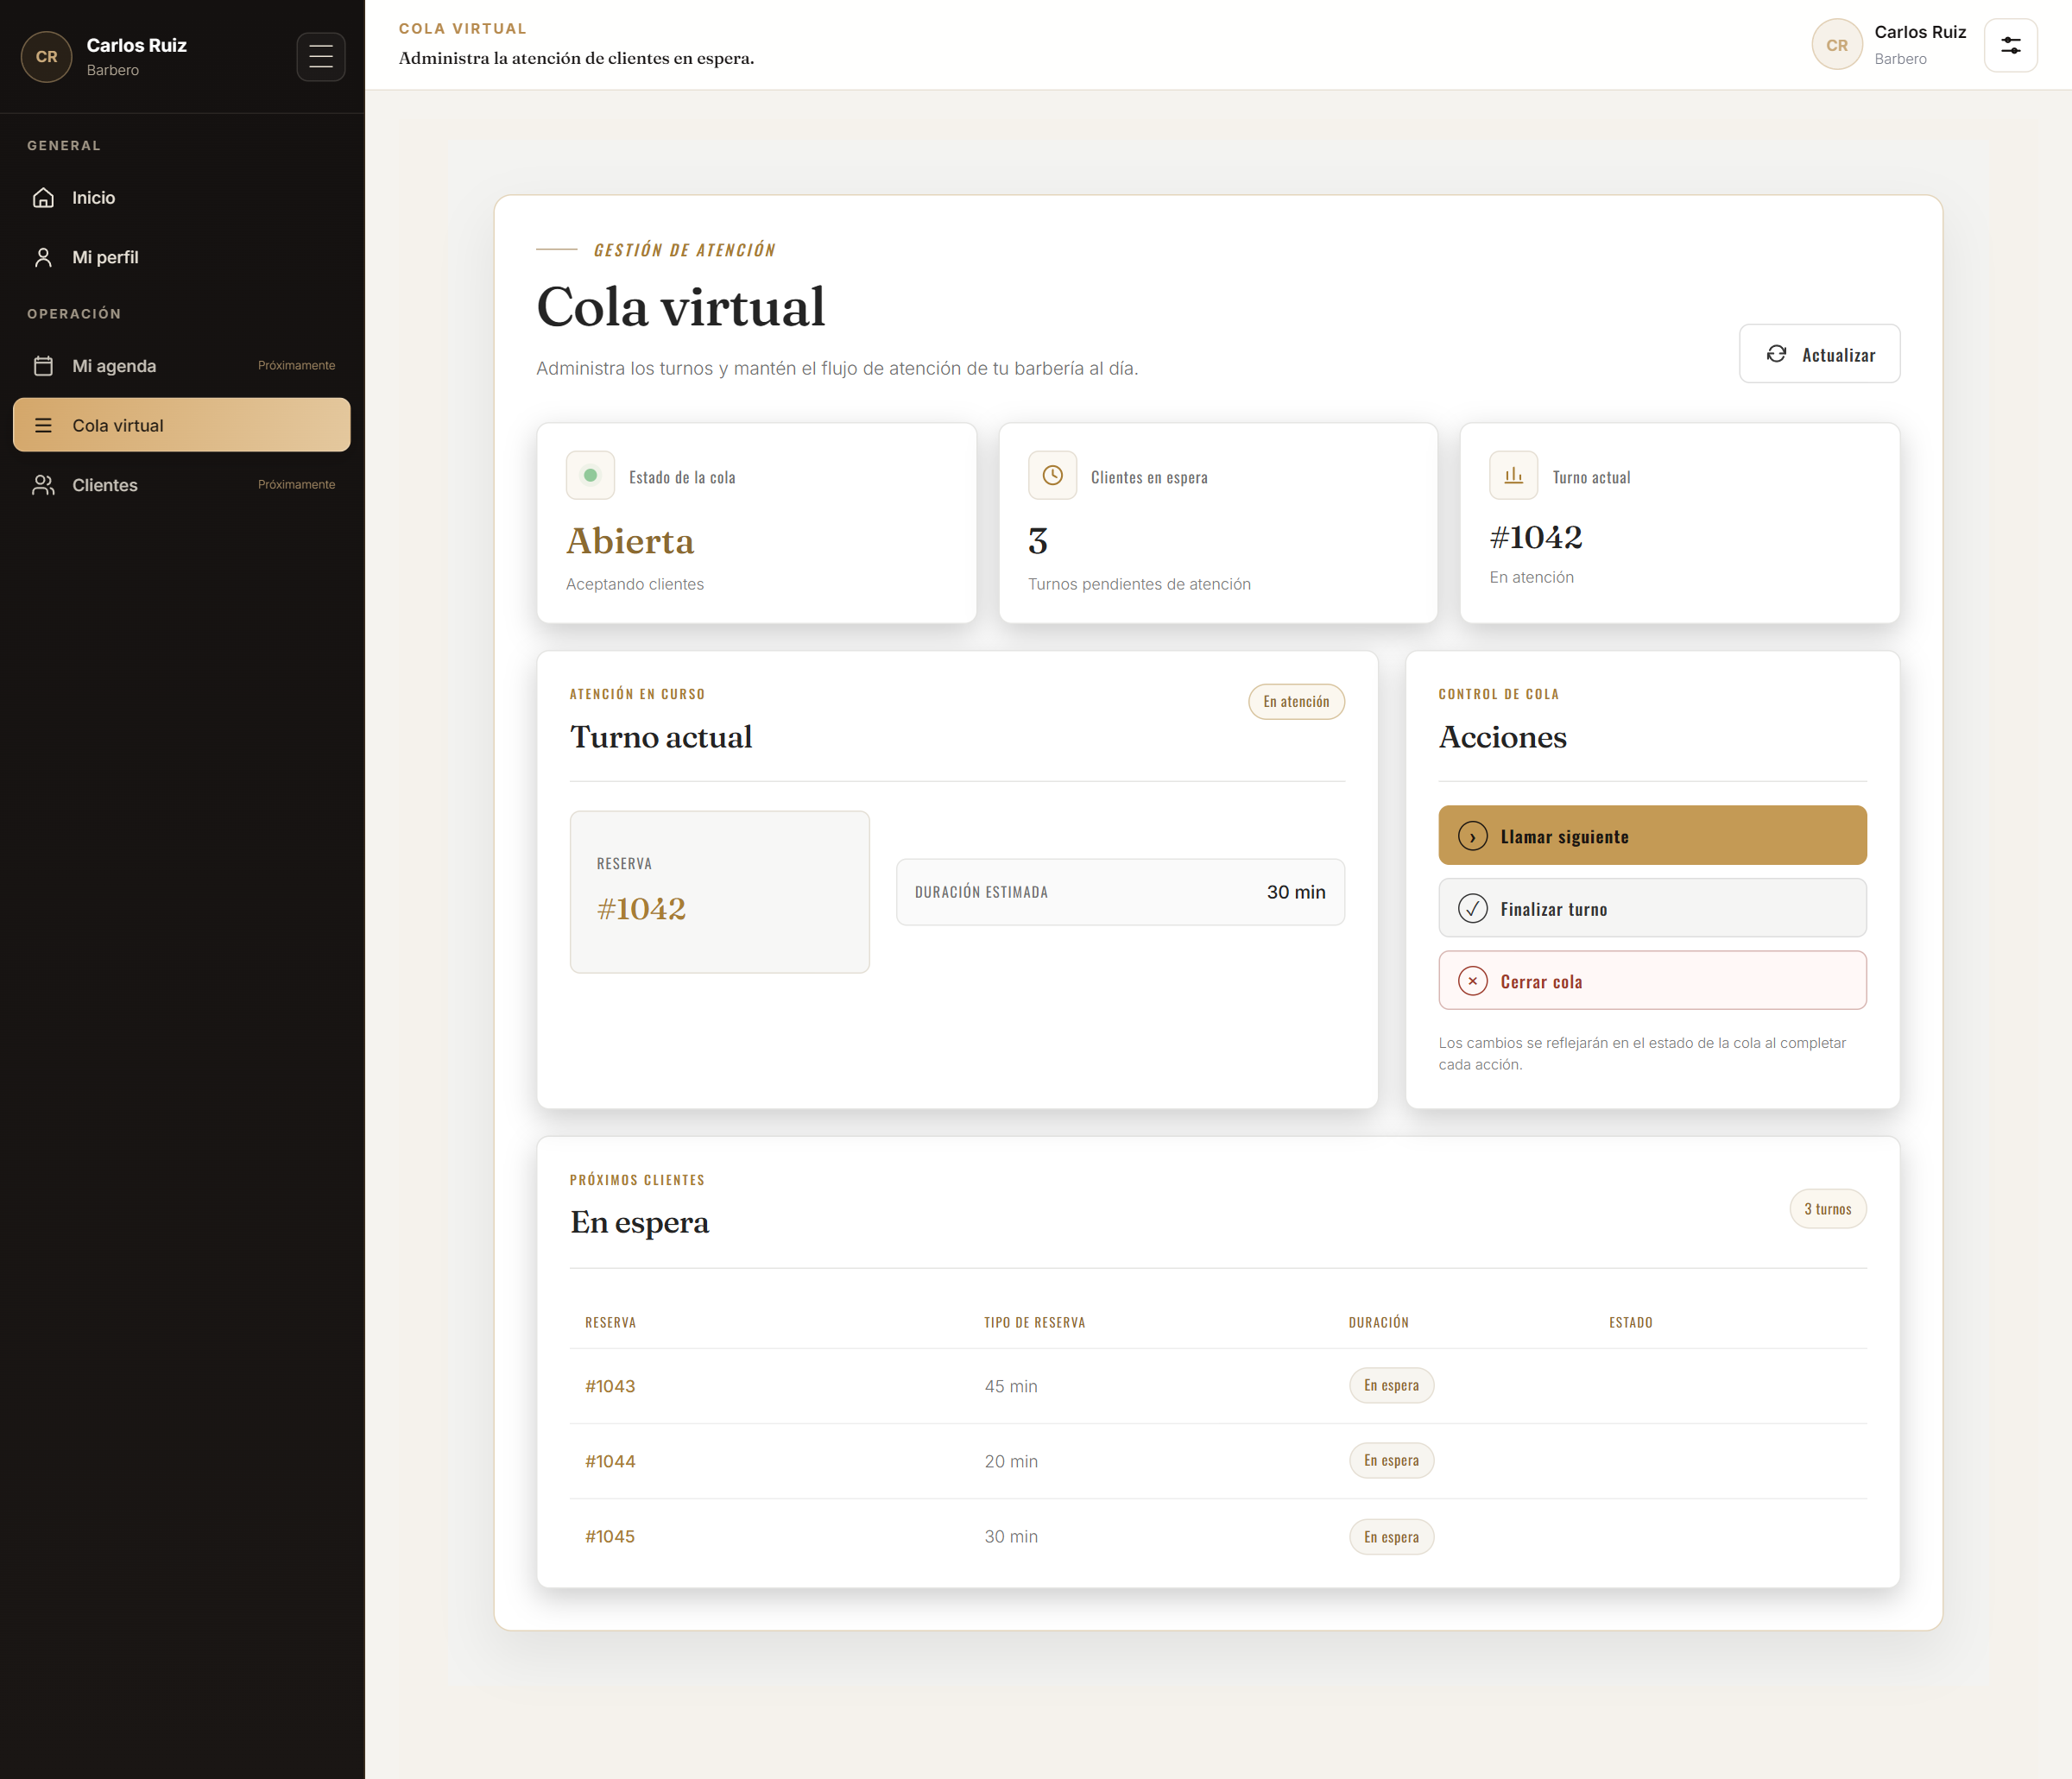 CR
Carlos Ruiz
Barbero
GENERAL
Inicio
Mi perfil
OPERACIÓN
Mi agenda
Próximamente
Cola virtual
Clientes
Próximamente
COLA VIRTUAL
Administra la atención de clientes en espera.
CR
Carlos Ruiz
Barbero
GESTIÓN DE ATENCIÓN
Cola virtual
Administra los turnos y mantén el flujo de atención de tu barbería al día.
Actualizar
Estado de la cola
Abierta
Aceptando clientes
Clientes en espera
3
Turnos pendientes de atención
Turno actual
#1042
En atención
ATENCIÓN EN CURSO
Turno actual
En atención
RESERVA
#1042
DURACIÓN ESTIMADA
30 min
CONTROL DE COLA
Acciones
Llamar siguiente
Finalizar turno
Cerrar cola
Los cambios se reflejarán en el estado de la cola al completar
cada acción.
PRÓXIMOS CLIENTES
En espera
3 turnos
RESERVA TIPO DE RESERVA DURACIÓN ESTADO
#1043 45 min En espera
#1044 20 min En espera
#1045 30 min En espera